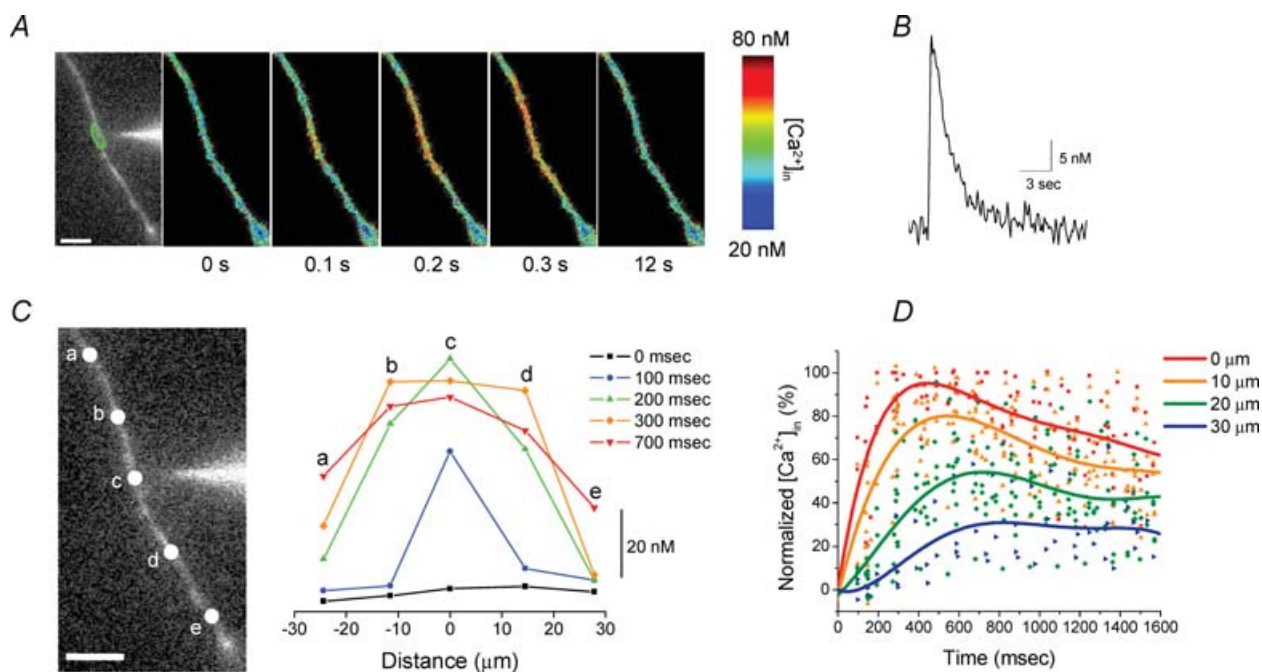 A
B
80 nM
[Ca²⁺]in
20 nM
0 s
0.1 s
0.2 s
0.3 s
12 s
5 nM
3 sec
C
a
b
c
d
e
a
b
c
d
e
0 msec
100 msec
200 msec
300 msec
700 msec
20 nM
-30
-20
-10
0
10
20
30
Distance (μm)
D
0 μm
10 μm
20 μm
30 μm
Normalized [Ca²⁺]in (%)
100
80
60
40
20
0
0
200
400
600
800
1000
1200
1400
1600
Time (msec)